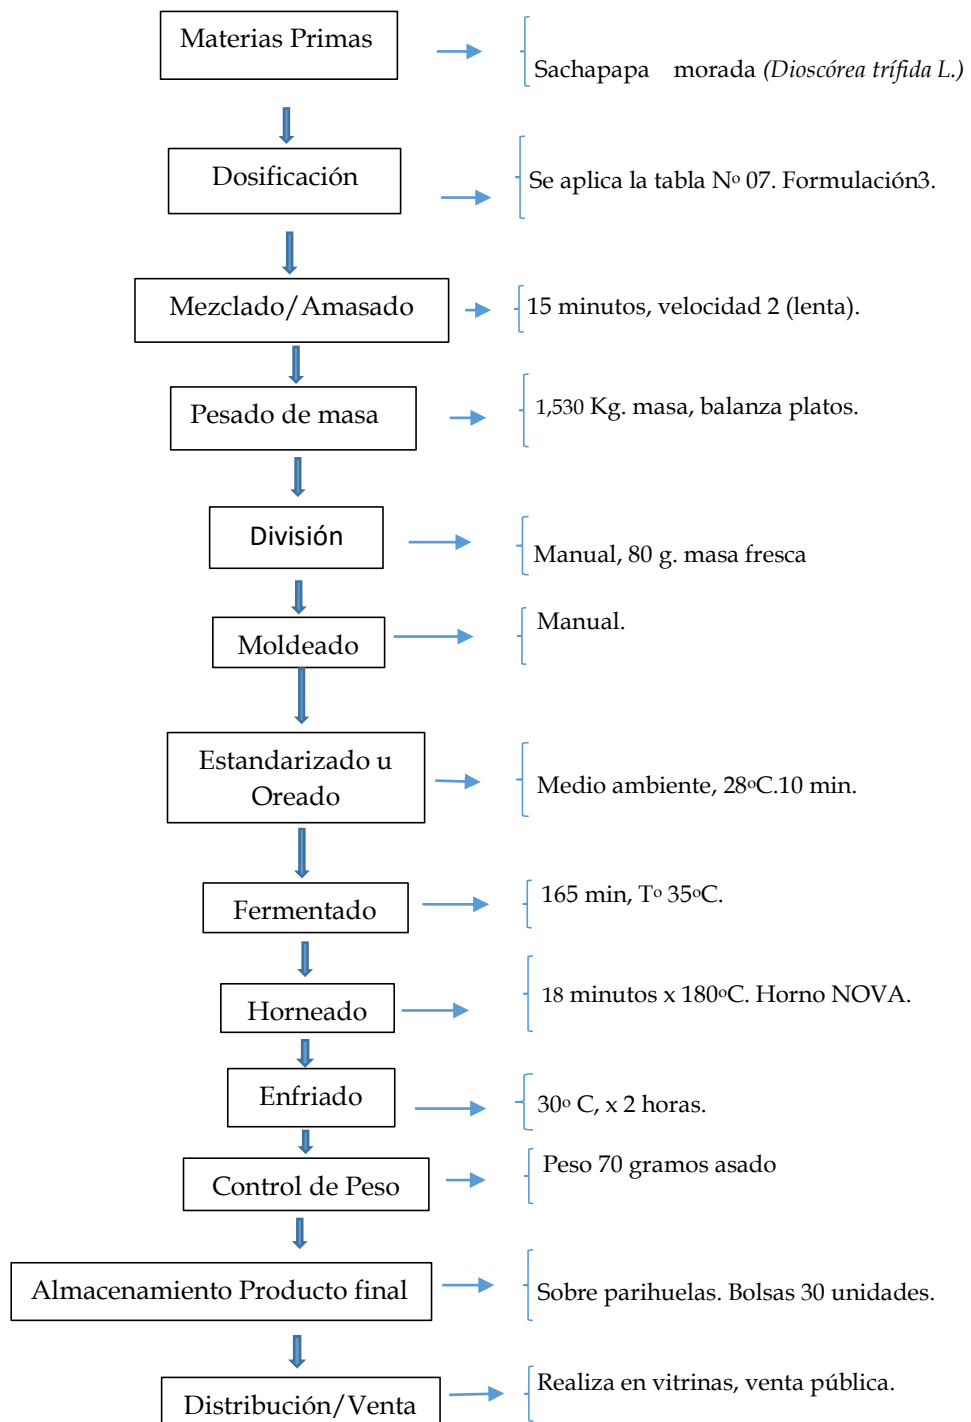 Materias Primas
Sachapapa morada (Dioscórea trífida L.)
Dosificación
Se aplica la tabla Nº 07. Formulación3.
Mezclado/Amasado
15 minutos, velocidad 2 (lenta).
Pesado de masa
1,530 Kg. masa, balanza platos.
División
Manual, 80 g. masa fresca
Moldeado
Manual.
Estandarizado u
Oreado
Medio ambiente, 28ºC.10 min.
Fermentado
165 min, Tº 35ºC.
Horneado
18 minutos x 180ºC. Horno NOVA.
Enfriado
30º C, x 2 horas.
Control de Peso
Peso 70 gramos asado
Almacenamiento Producto final
Sobre parihuelas. Bolsas 30 unidades.
Distribución/Venta
Realiza en vitrinas, venta pública.